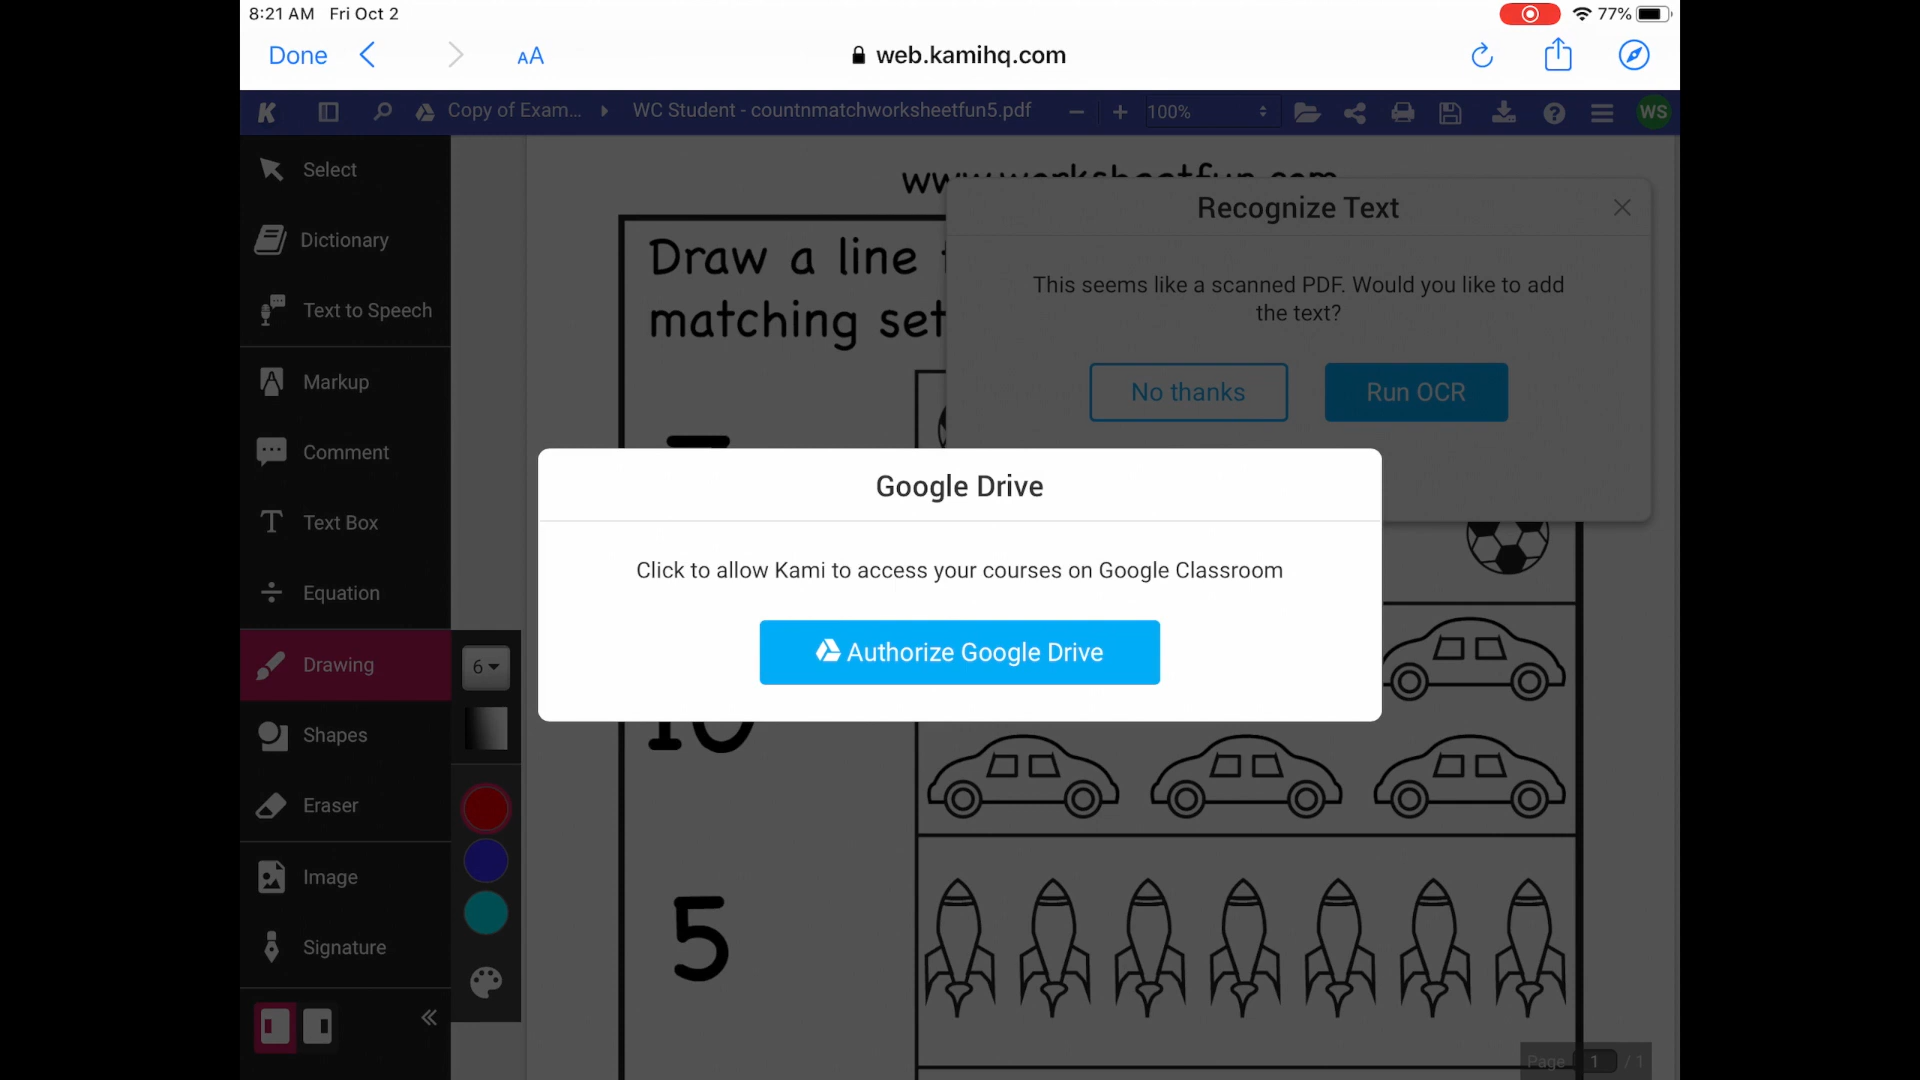 8:21 AM Fri Oct 2
77%
Done
AA
web.kamihq.com
K
Copy of Exam...
WC Student - countnmatchworksheetfun5.pdf
100%
WS
Select
Dictionary
Text to Speech
Markup
Comment
Text Box
Equation
Drawing
Shapes
Eraser
Image
Signature
6
www.worksheetfun.com
Draw a line
matching set
Recognize Text
This seems like a scanned PDF. Would you like to add
the text?
No thanks
Run OCR
Google Drive
Click to allow Kami to access your courses on Google Classroom
Authorize Google Drive
10
5
Page 1 / 1